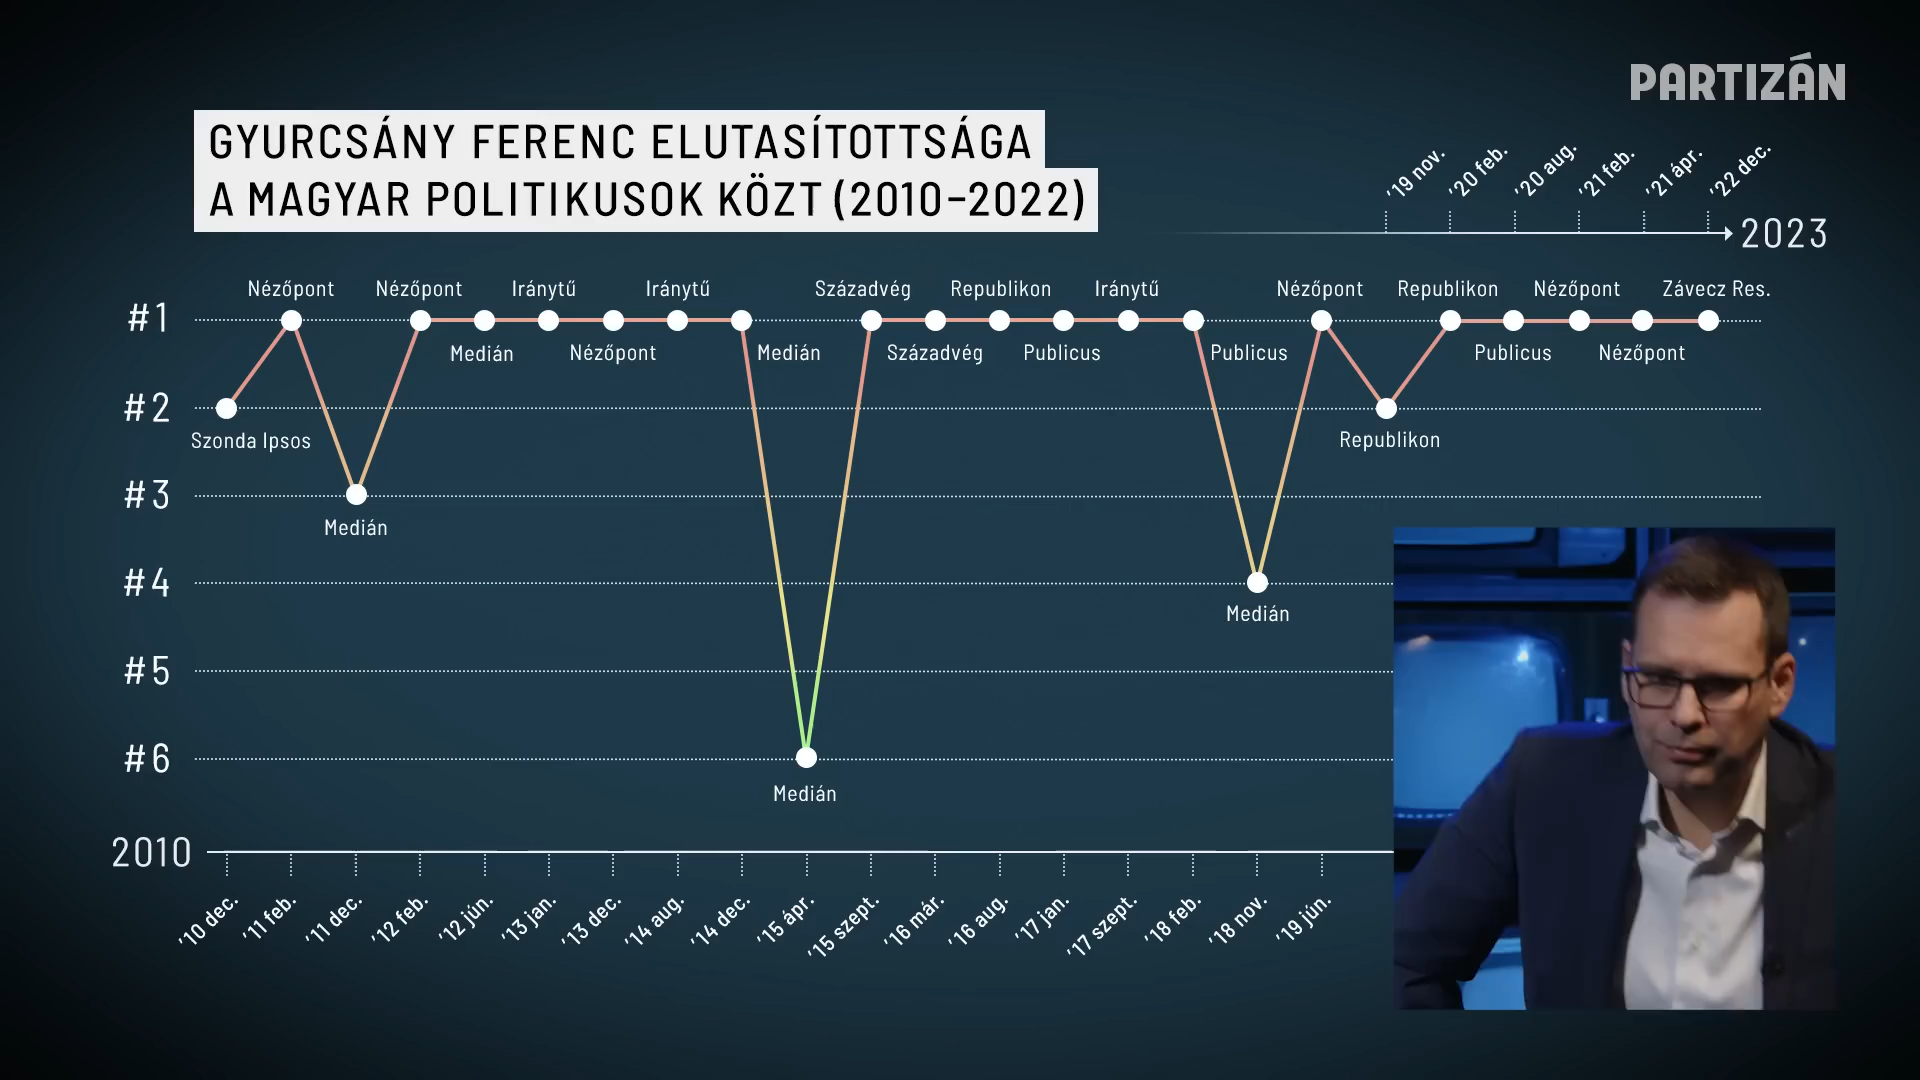 PARTIZÁN
GYURCSÁNY FERENC ELUTASÍTOTTSÁGA
A MAGYAR POLITIKUSOK KÖZT (2010–2022)
'19 nov. '20 feb. '20 aug. '21 feb. '21 ápr. '22 dec.
2023
Nézőpont Nézőpont Iránytű Iránytű Századvég Republikon Iránytű Nézőpont Republikon Nézőpont Závecz Res.
#1
Medián Nézőpont Medián Századvég Publicus Publicus Publicus Nézőpont
#2
Szonda Ipsos Republikon
#3
Medián
#4
Medián
#5
#6
Medián
2010
'10 dec. '11 feb. '11 dec. '12 feb. '12 jún. '13 jan. '13 dec. '14 aug. '14 dec. '15 ápr. '15 szept. '16 már. '16 aug. '17 jan. '17 szept. '18 feb. '18 nov. '19 jún.